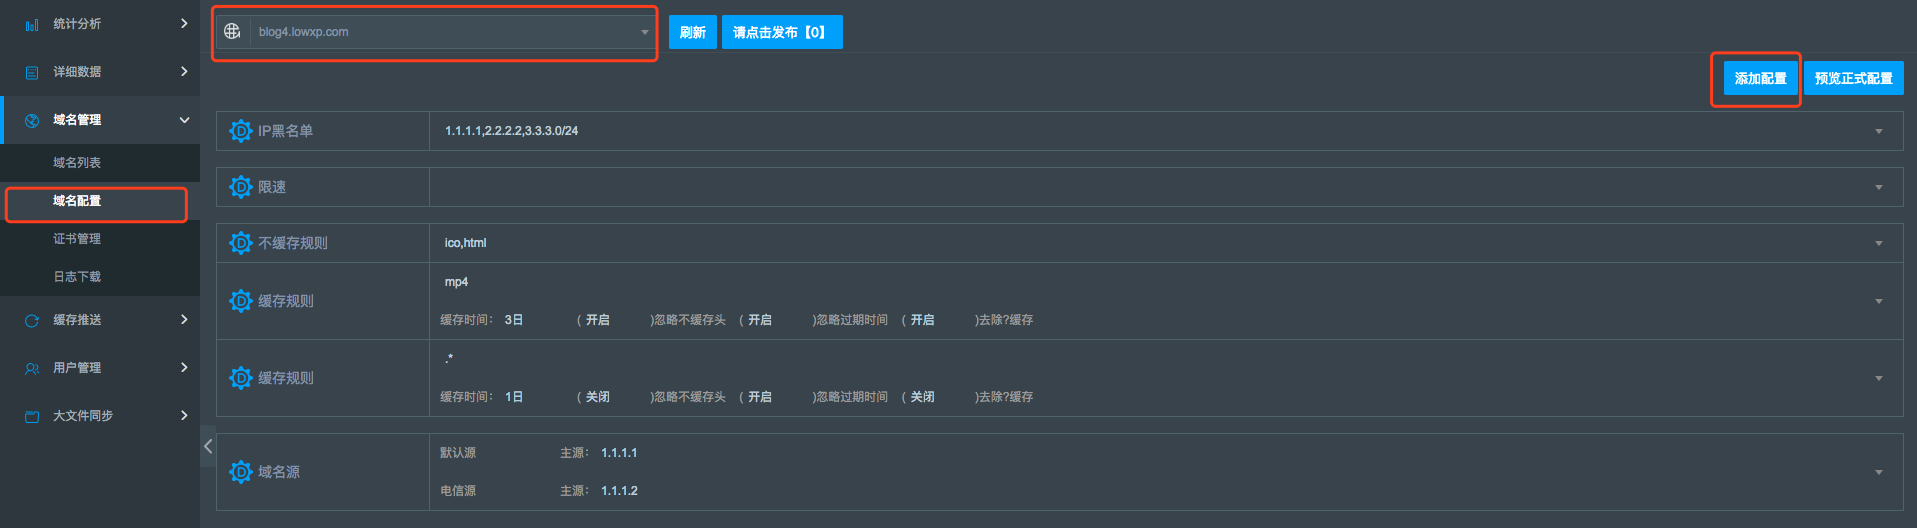 统计分析
详细数据
域名管理
域名列表
域名配置
证书管理
日志下载
缓存推送
用户管理
大文件同步
blog4.lowxp.com
刷新
请点击发布【0】
添加配置
预览正式配置
IP黑名单
1.1.1.1,2.2.2.2,3.3.3.0/24
限速
不缓存规则
ico,html
缓存规则
mp4
缓存时间： 3日 ( 开启 )忽略不缓存头 ( 开启 )忽略过期时间 ( 开启 )去除?缓存
缓存规则
.*
缓存时间： 1日 ( 关闭 )忽略不缓存头 ( 开启 )忽略过期时间 ( 关闭 )去除?缓存
域名源
默认源 主源： 1.1.1.1
电信源 主源： 1.1.1.2